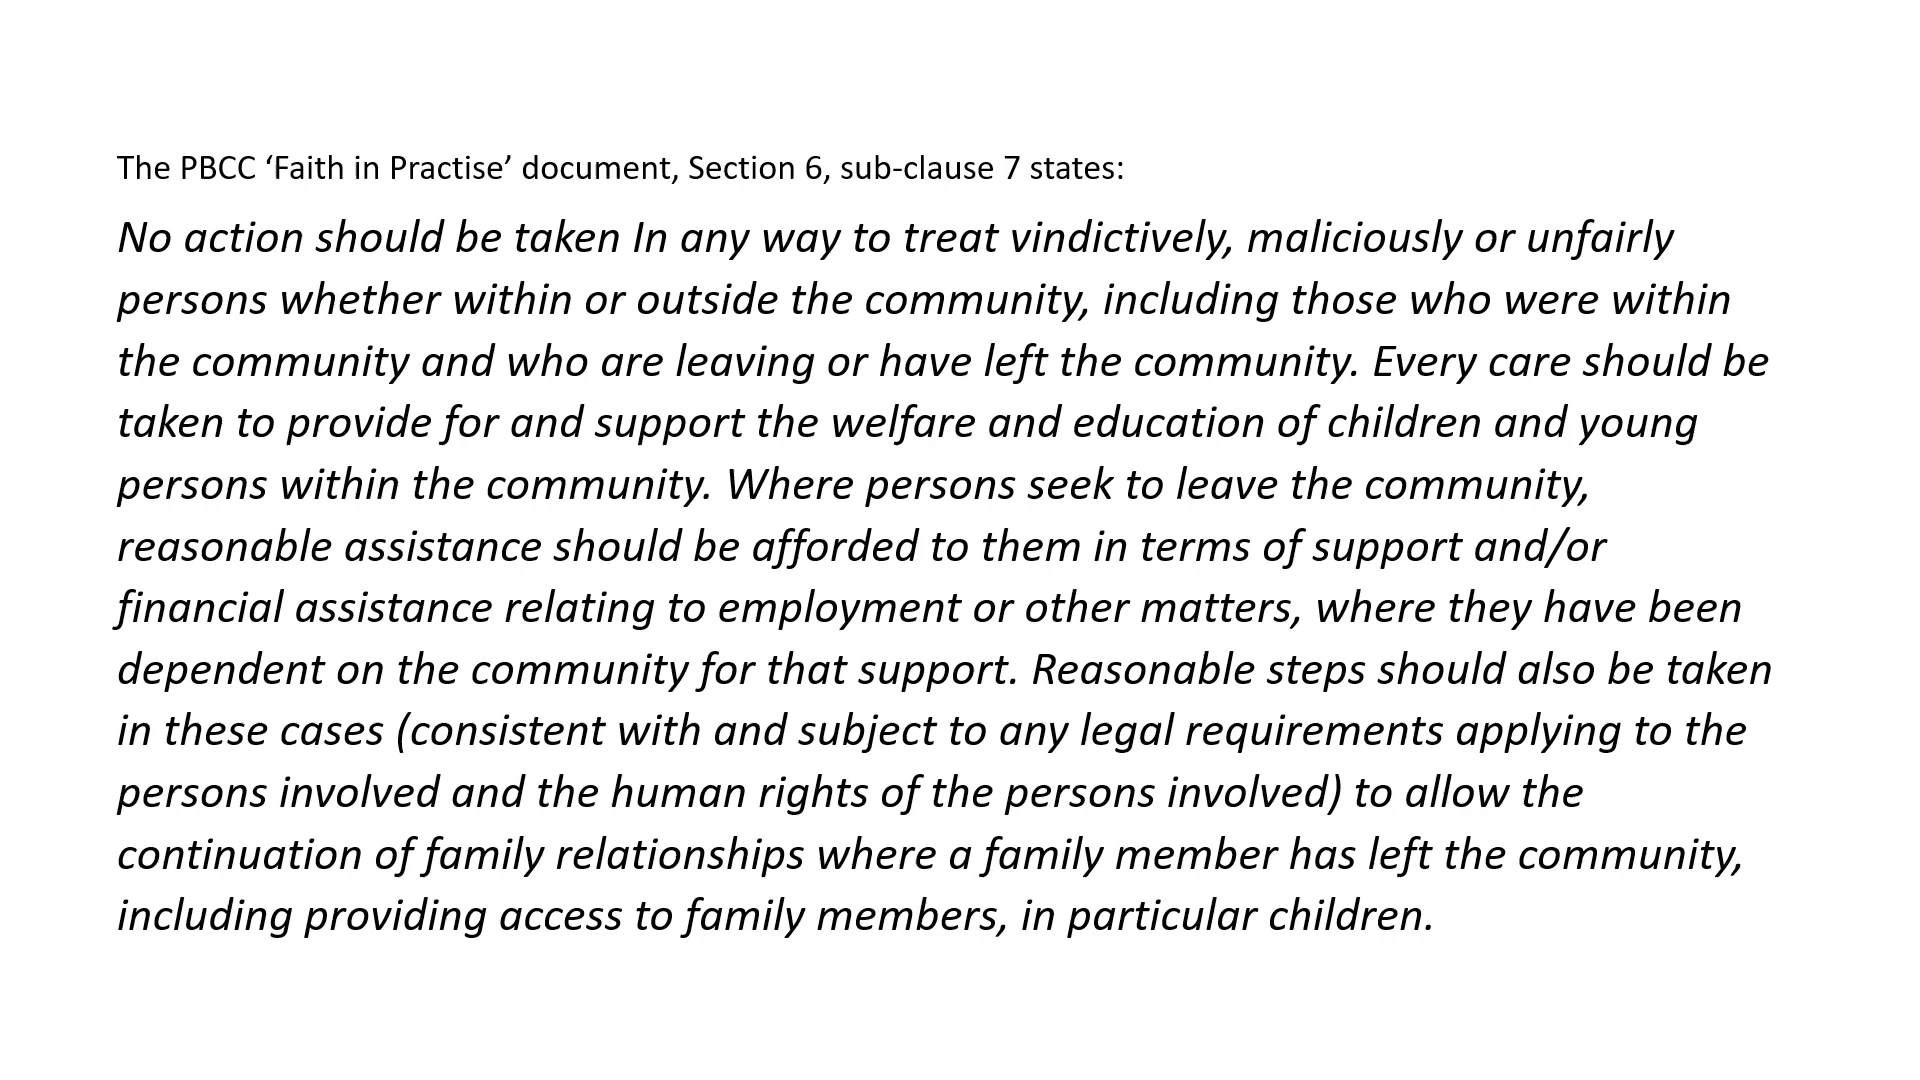 The PBCC ‘Faith in Practise’ document, Section 6, sub-clause 7 states:
No action should be taken In any way to treat vindictively, maliciously or unfairly
persons whether within or outside the community, including those who were within
the community and who are leaving or have left the community. Every care should be
taken to provide for and support the welfare and education of children and young
persons within the community. Where persons seek to leave the community,
reasonable assistance should be afforded to them in terms of support and/or
financial assistance relating to employment or other matters, where they have been
dependent on the community for that support. Reasonable steps should also be taken
in these cases (consistent with and subject to any legal requirements applying to the
persons involved and the human rights of the persons involved) to allow the
continuation of family relationships where a family member has left the community,
including providing access to family members, in particular children.